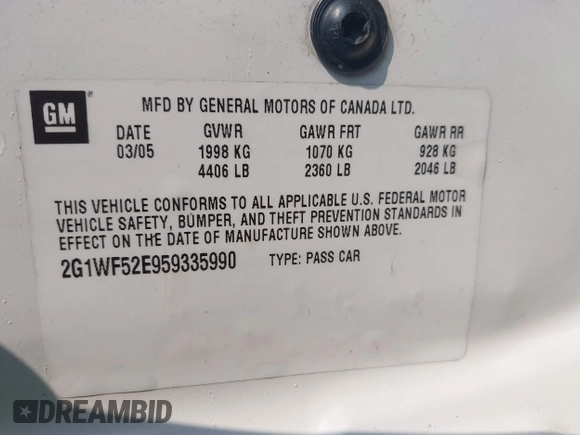 GM
MFD BY GENERAL MOTORS OF CANADA LTD.
DATE GVWR GAWR FRT GAWR RR
03/05 1998 KG 1070 KG 928 KG
4406 LB 2360 LB 2046 LB
THIS VEHICLE CONFORMS TO ALL APPLICABLE U.S. FEDERAL MOTOR
VEHICLE SAFETY, BUMPER, AND THEFT PREVENTION STANDARDS IN
EFFECT ON THE DATE OF MANUFACTURE SHOWN ABOVE.
2G1WF52E959335990 TYPE: PASS CAR
DREAMBID